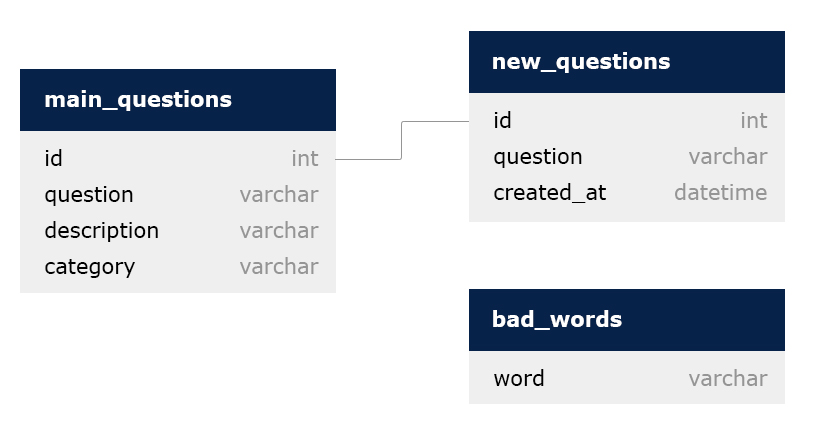 main_questions
id int
question varchar
description varchar
category varchar
new_questions
id int
question varchar
created_at datetime
bad_words
word varchar